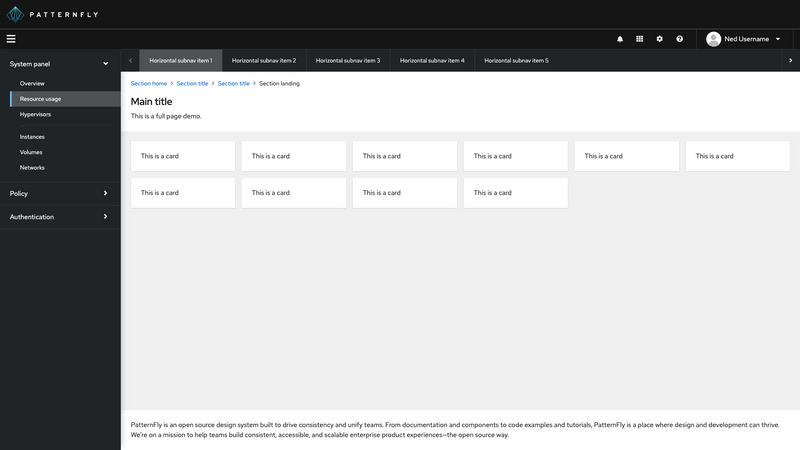 PATTERNFLY
Ned Username
System panel
Overview
Resource usage
Hypervisors
Instances
Volumes
Networks
Policy
Authentication
Horizontal subnav item 1 Horizontal subnav item 2 Horizontal subnav item 3 Horizontal subnav item 4 Horizontal subnav item 5
Section home > Section title > Section title > Section landing
Main title
This is a full page demo.
This is a card This is a card This is a card This is a card This is a card This is a card
This is a card This is a card This is a card This is a card
PatternFly is an open source design system built to drive consistency and unify teams. From documentation and components to code examples and tutorials, PatternFly is a place where design and development can thrive.
We're on a mission to help teams build consistent, accessible, and scalable enterprise product experiences—the open source way.